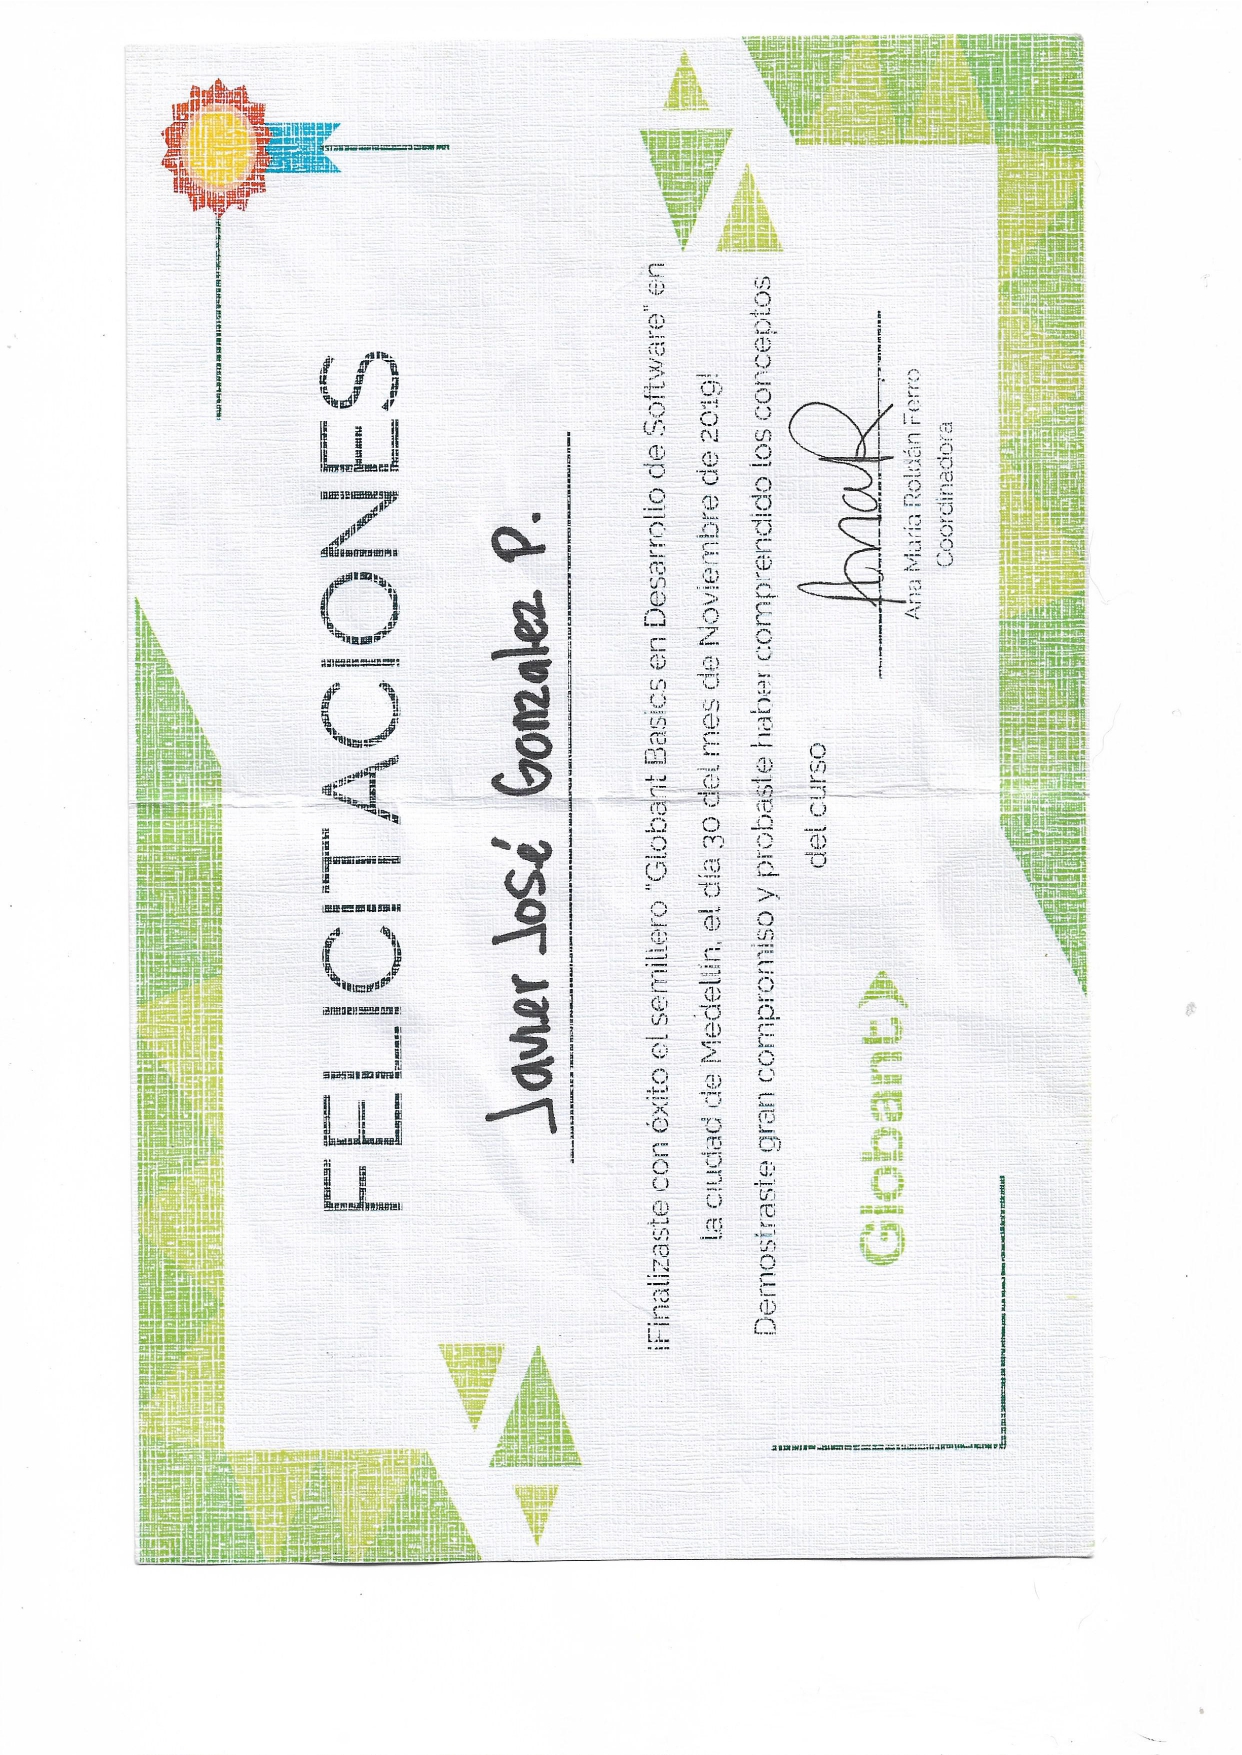 FELICITACIONES
Javier José Gonzalez P.
¡Finalizaste con éxito el semillero "Globant Basics en Desarrollo de Software" en
la ciudad de Medellín, el día 30 del mes de Noviembre de 2019!
Demostraste gran compromiso y probaste haber comprendido los conceptos
del curso
Globant
AnaR
Ana María Roldán Ferro
Coordinadora